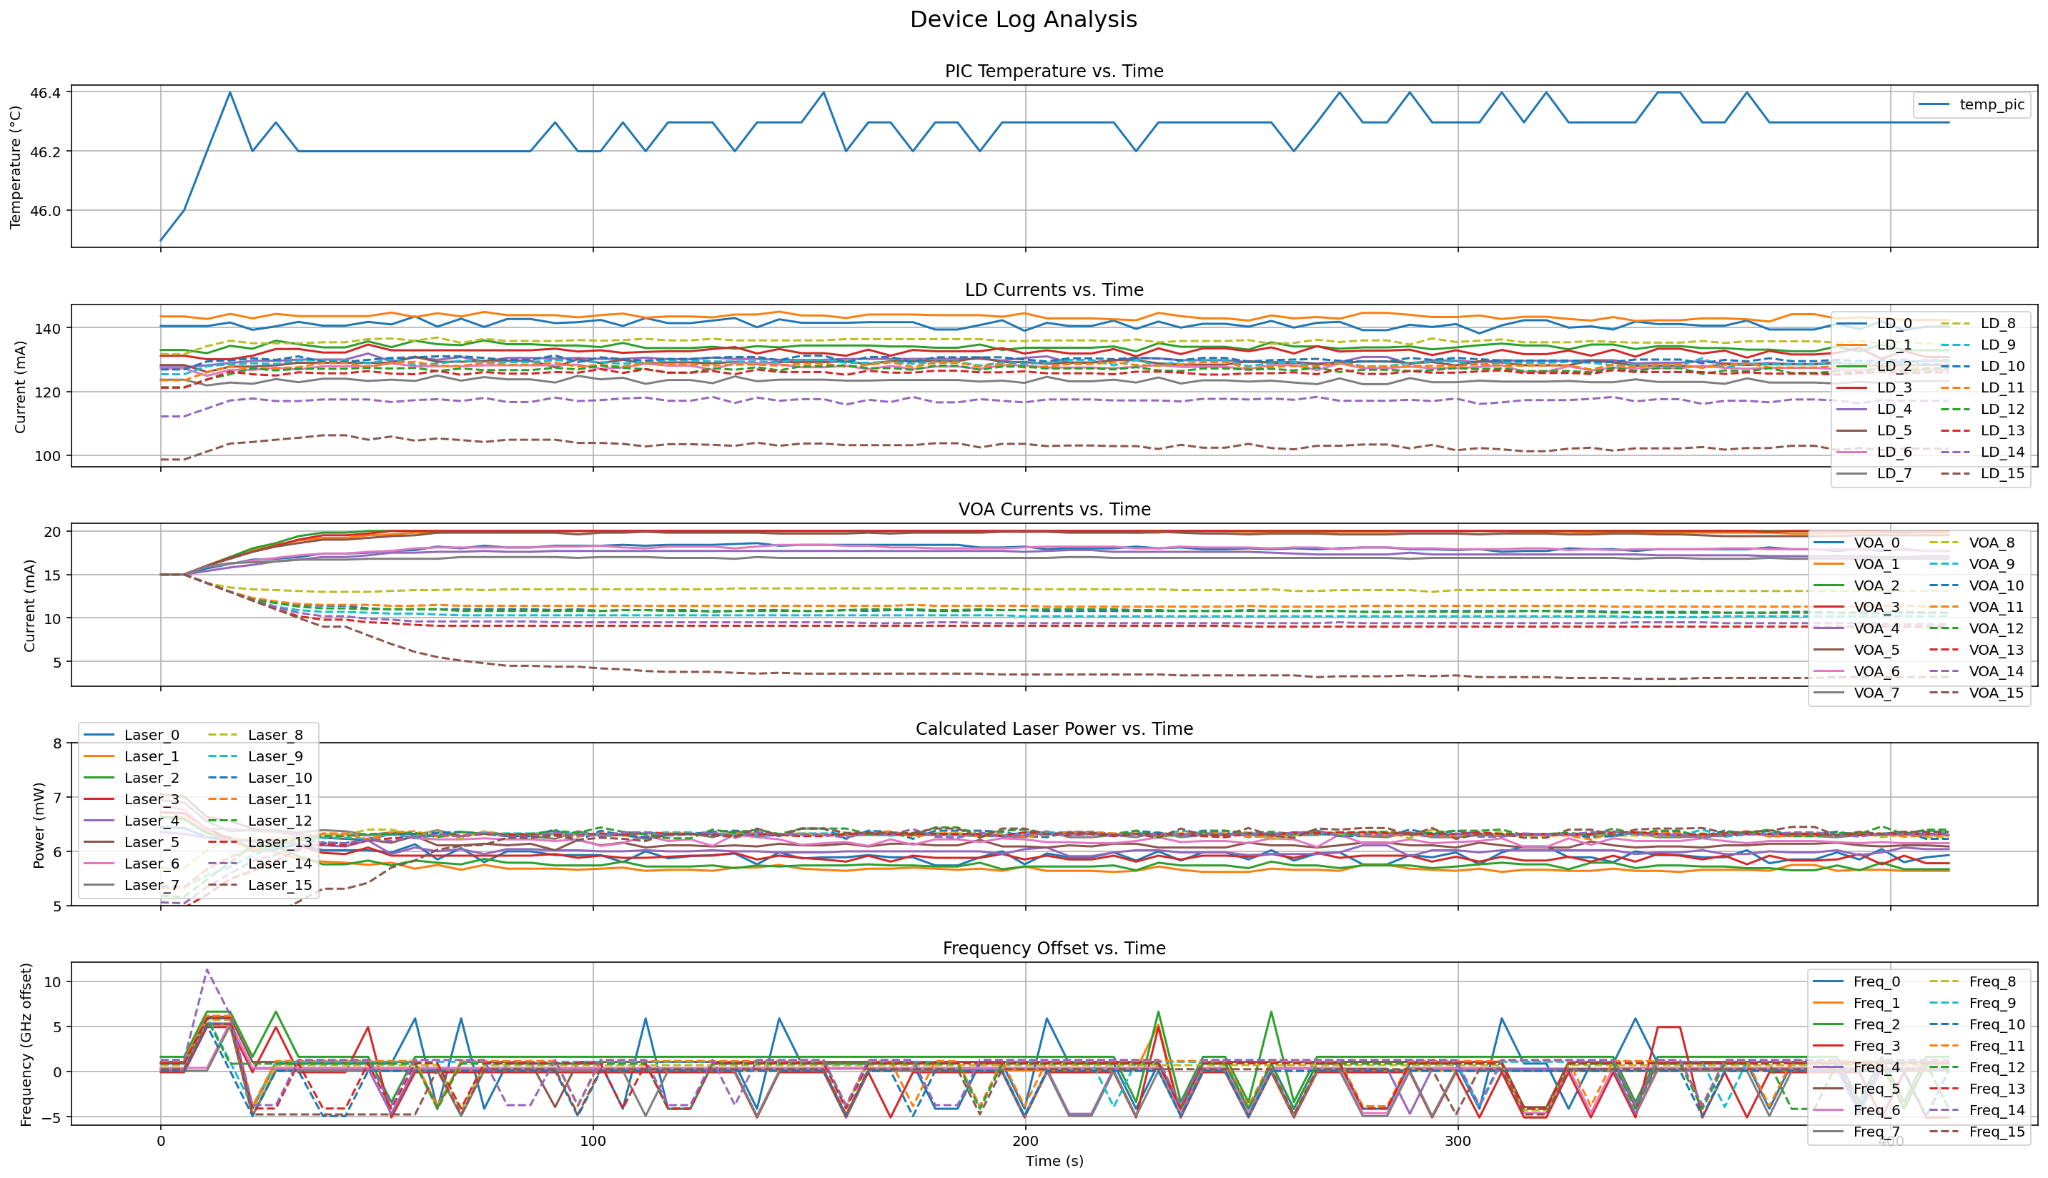 Device Log Analysis
PIC Temperature vs. Time
Temperature (°C)
46.4
46.2
46.0
temp_pic
LD Currents vs. Time
Current (mA)
140
120
100
LD_0 LD_8
LD_1 LD_9
LD_2 LD_10
LD_3 LD_11
LD_4 LD_12
LD_5 LD_13
LD_6 LD_14
LD_7 LD_15
VOA Currents vs. Time
Current (mA)
20
15
10
5
VOA_0 VOA_8
VOA_1 VOA_9
VOA_2 VOA_10
VOA_3 VOA_11
VOA_4 VOA_12
VOA_5 VOA_13
VOA_6 VOA_14
VOA_7 VOA_15
Calculated Laser Power vs. Time
Power (mW)
8
7
6
5
Laser_0 Laser_8
Laser_1 Laser_9
Laser_2 Laser_10
Laser_3 Laser_11
Laser_4 Laser_12
Laser_5 Laser_13
Laser_6 Laser_14
Laser_7 Laser_15
Frequency Offset vs. Time
Frequency (GHz offset)
10
5
0
−5
Freq_0 Freq_8
Freq_1 Freq_9
Freq_2 Freq_10
Freq_3 Freq_11
Freq_4 Freq_12
Freq_5 Freq_13
Freq_6 Freq_14
Freq_7 Freq_15
0 100 200 300 400
Time (s)